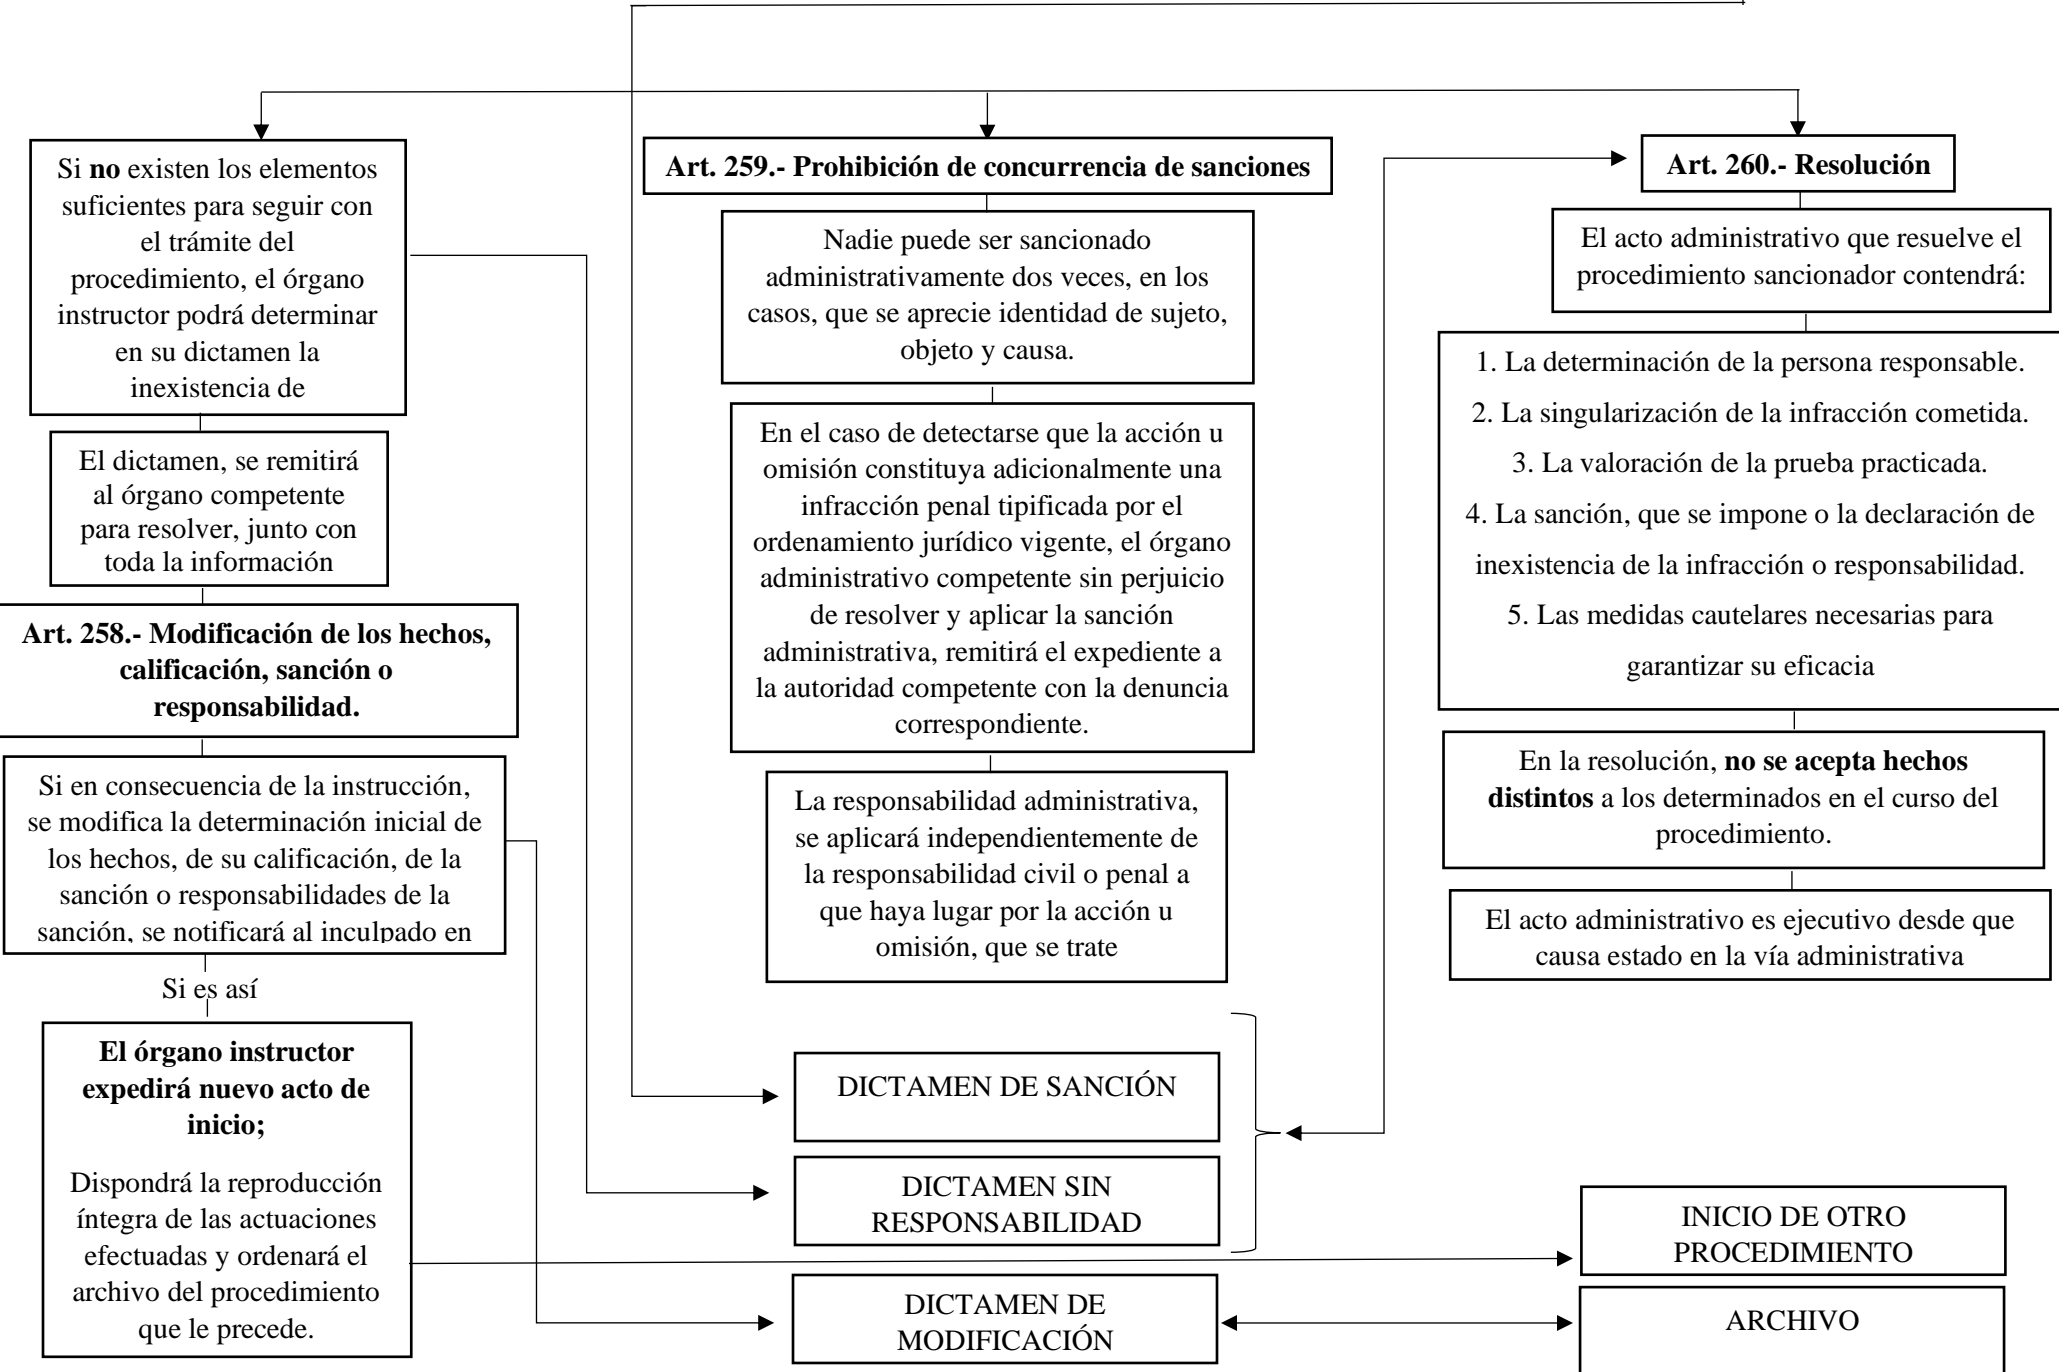 Si no existen los elementos
suficientes para seguir con
el trámite del
procedimiento, el órgano
instructor podrá determinar
en su dictamen la
inexistencia de
El dictamen, se remitirá
al órgano competente
para resolver, junto con
toda la información
Art. 258.- Modificación de los hechos,
calificación, sanción o
responsabilidad.
Si en consecuencia de la instrucción,
se modifica la determinación inicial de
los hechos, de su calificación, de la
sanción o responsabilidades de la
sanción, se notificará al inculpado en
Si es así
El órgano instructor
expedirá nuevo acto de
inicio;
Dispondrá la reproducción
íntegra de las actuaciones
efectuadas y ordenará el
archivo del procedimiento
que le precede.
Art. 259.- Prohibición de concurrencia de sanciones
Nadie puede ser sancionado
administrativamente dos veces, en los
casos, que se aprecie identidad de sujeto,
objeto y causa.
En el caso de detectarse que la acción u
omisión constituya adicionalmente una
infracción penal tipificada por el
ordenamiento jurídico vigente, el órgano
administrativo competente sin perjuicio
de resolver y aplicar la sanción
administrativa, remitirá el expediente a
la autoridad competente con la denuncia
correspondiente.
La responsabilidad administrativa,
se aplicará independientemente de
la responsabilidad civil o penal a
que haya lugar por la acción u
omisión, que se trate
DICTAMEN DE SANCIÓN
DICTAMEN SIN
RESPONSABILIDAD
DICTAMEN DE
MODIFICACIÓN
Art. 260.- Resolución
El acto administrativo que resuelve el
procedimiento sancionador contendrá:
1. La determinación de la persona responsable.
2. La singularización de la infracción cometida.
3. La valoración de la prueba practicada.
4. La sanción, que se impone o la declaración de
inexistencia de la infracción o responsabilidad.
5. Las medidas cautelares necesarias para
garantizar su eficacia
En la resolución, no se acepta hechos
distintos a los determinados en el curso del
procedimiento.
El acto administrativo es ejecutivo desde que
causa estado en la vía administrativa
INICIO DE OTRO
PROCEDIMIENTO
ARCHIVO